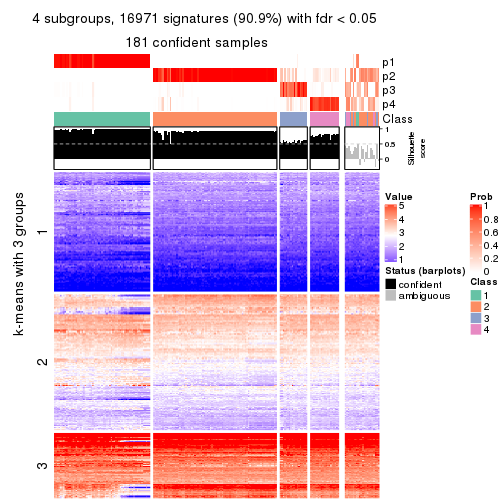 4 subgroups, 16971 signatures (90.9%) with fdr < 0.05
181 confident samples
p1
p2
p3
p4
Class
1
0.5
0
Silhouette
score
k-means with 3 groups
1
2
3
Value
5
4
3
2
1
Status (barplots)
confident
ambiguous
Prob
1
0.8
0.6
0.4
0.2
0
Class
1
2
3
4